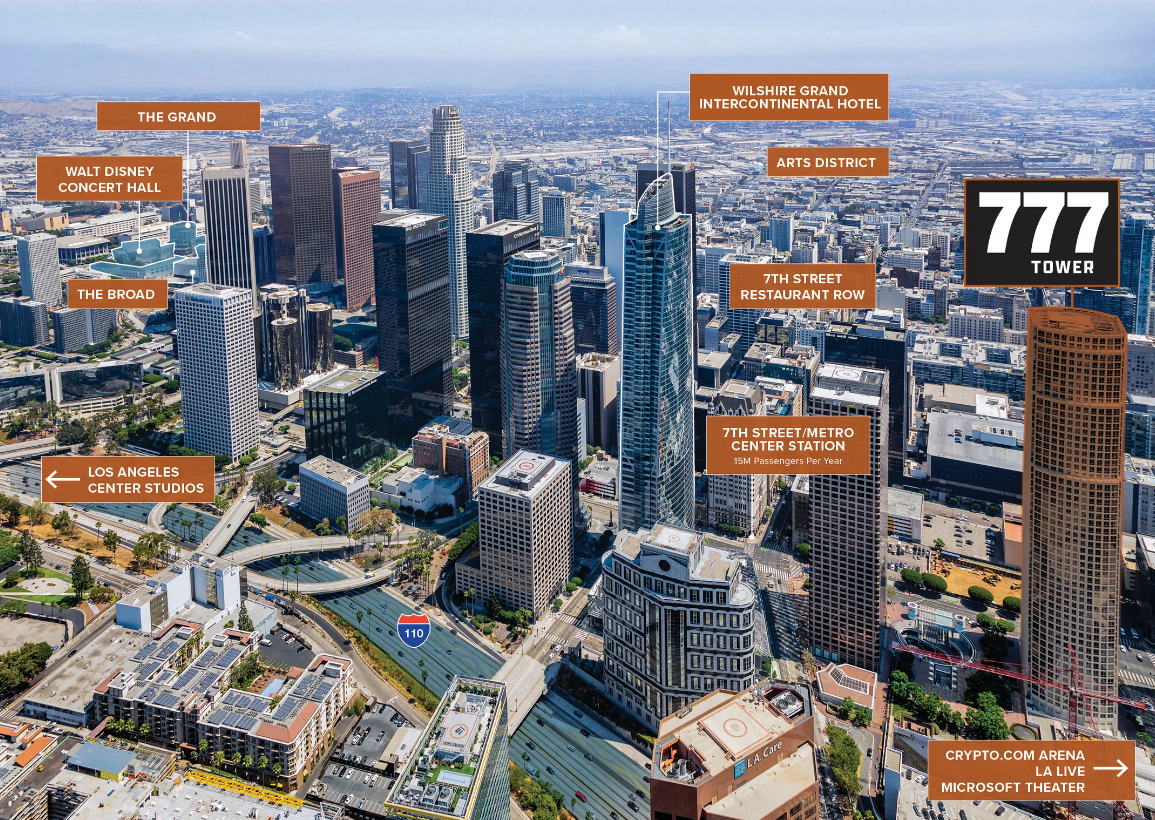 THE GRAND
WALT DISNEY
CONCERT HALL
THE BROAD
WILSHIRE GRAND
INTERCONTINENTAL HOTEL
ARTS DISTRICT
777
TOWER
7TH STREET
RESTAURANT ROW
7TH STREET/METRO
CENTER STATION
15M Passengers Per Year
LOS ANGELES
CENTER STUDIOS
110
L.A. Care
CRYPTO.COM ARENA
LA LIVE
MICROSOFT THEATER